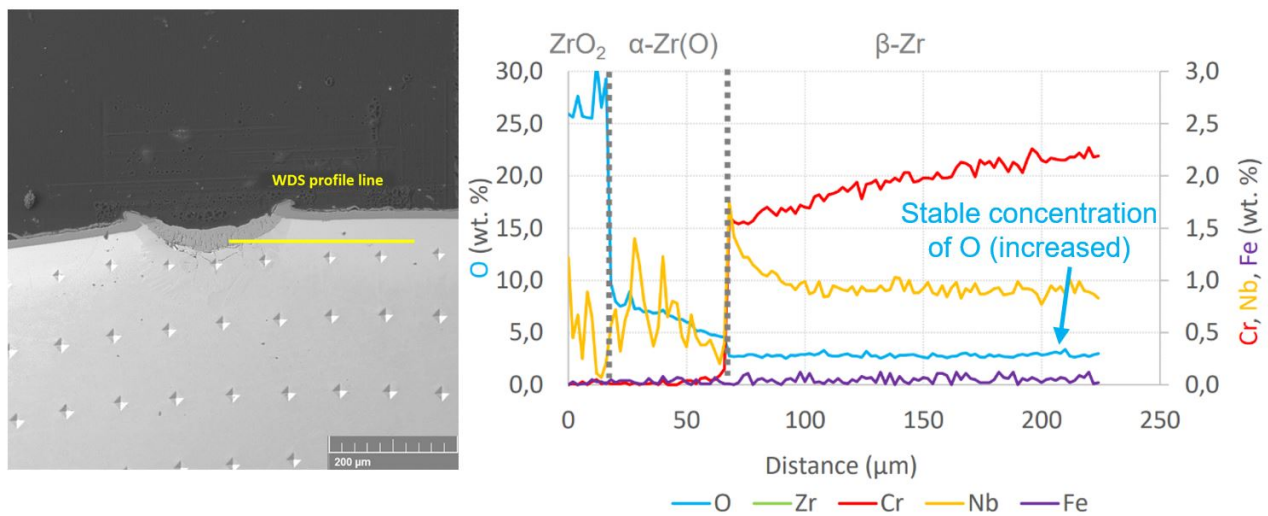 WDS profile line
200 µm
ZrO₂ α-Zr(O) β-Zr
30,0
25,0
20,0
15,0
10,0
5,0
0,0
O (wt. %)
3,0
2,5
2,0
1,5
1,0
0,5
0,0
Cr, Nb, Fe (wt. %)
Stable concentration
of O (increased)
0 50 100 150 200 250
Distance (µm)
O Zr Cr Nb Fe